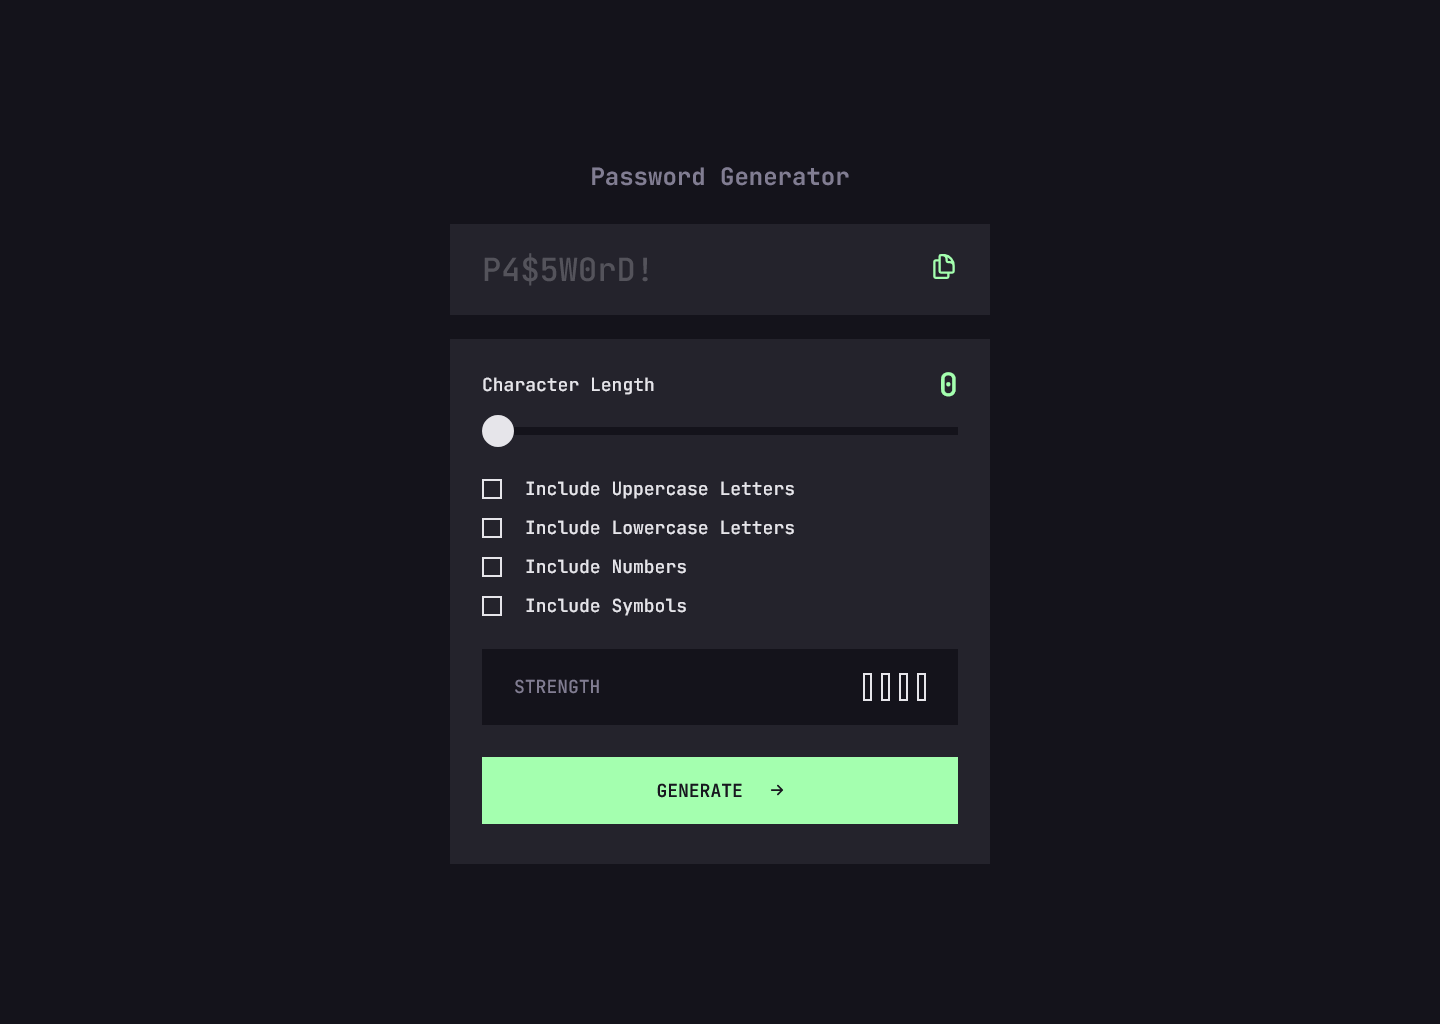 Password Generator
P4$5W0rD!
Character Length 0
Include Uppercase Letters
Include Lowercase Letters
Include Numbers
Include Symbols
STRENGTH
GENERATE →